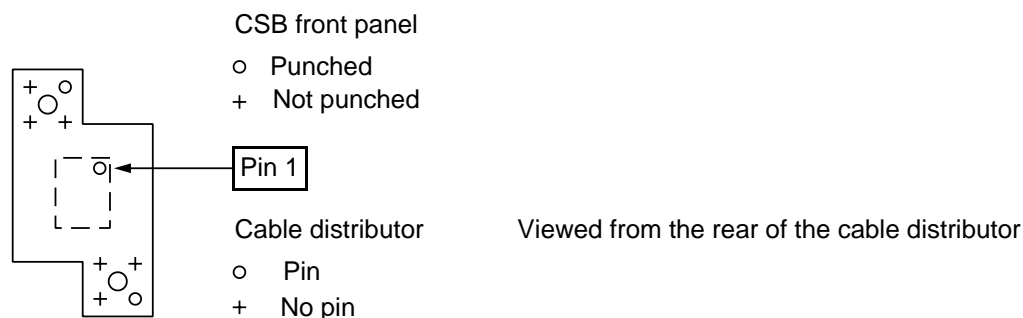 CSB front panel
Punched
Not punched
Pin 1
Cable distributor
Viewed from the rear of the cable distributor
Pin
No pin